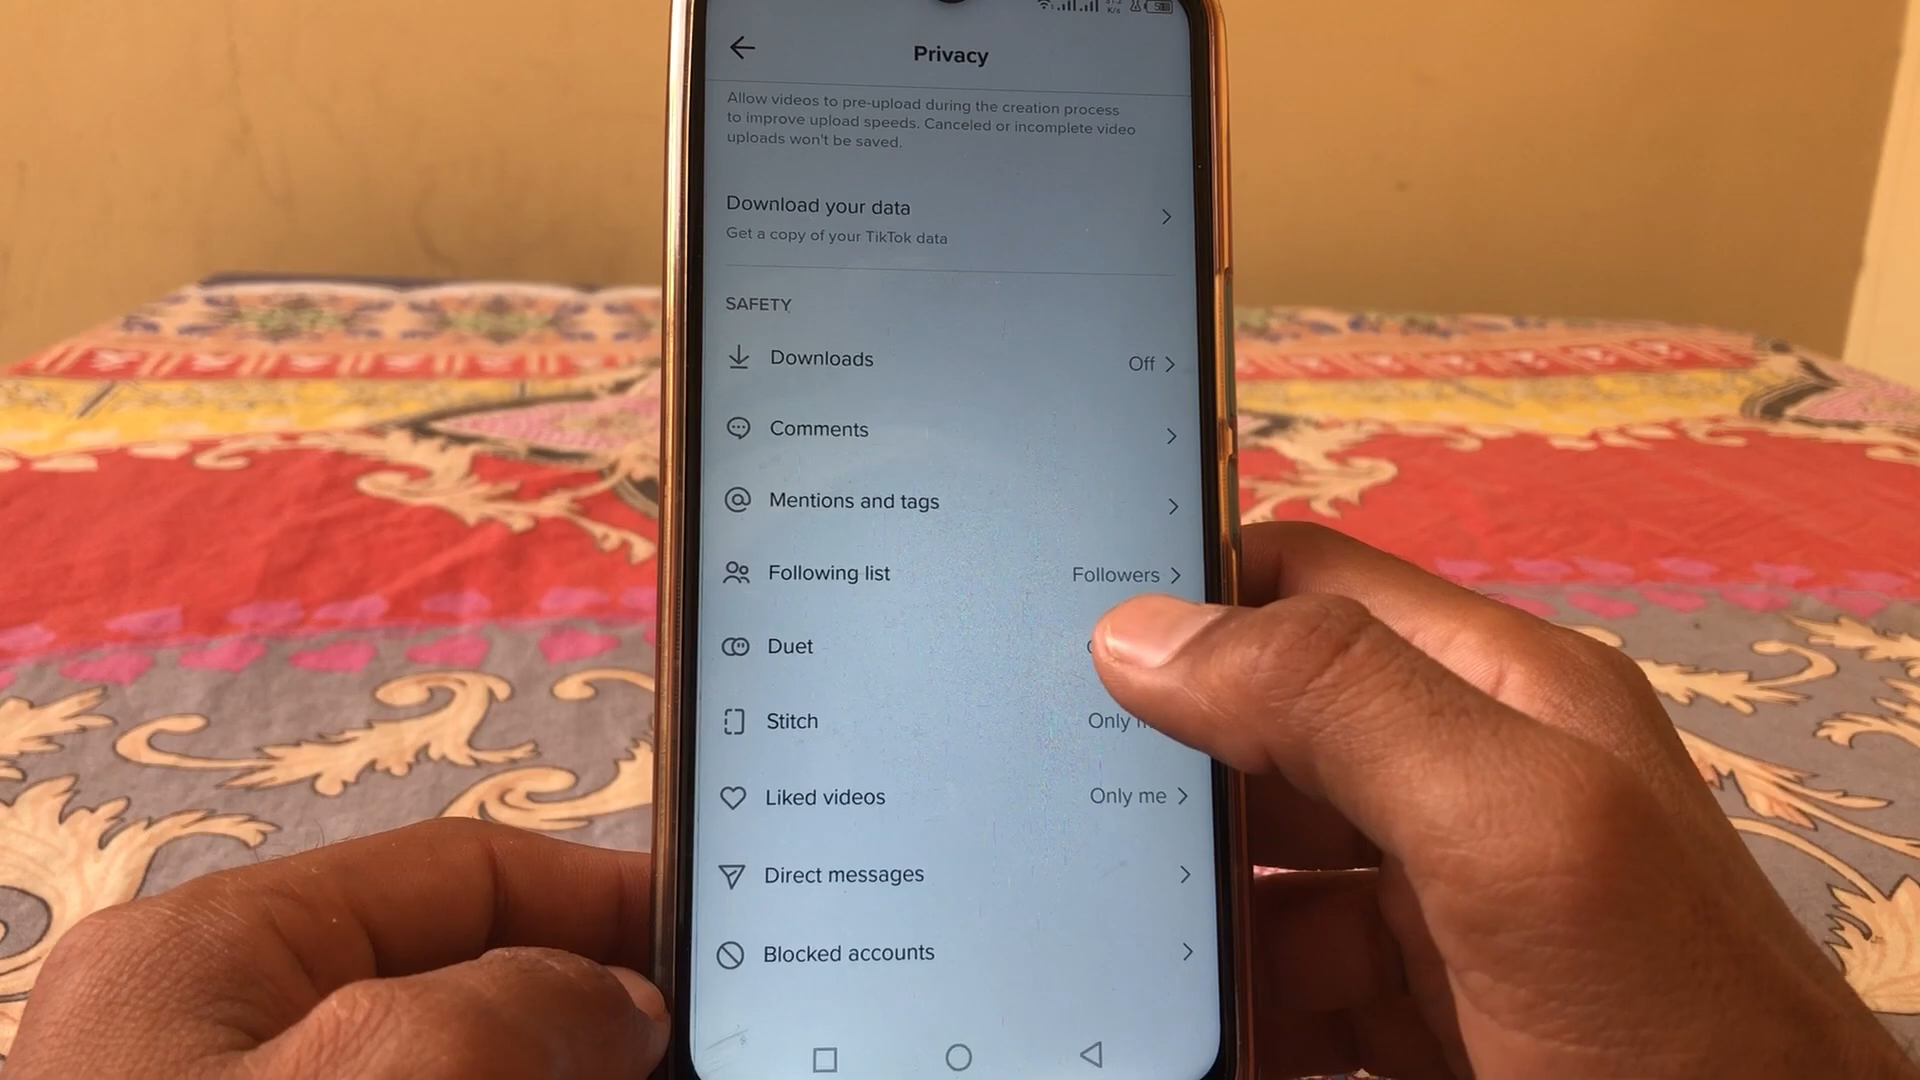 Privacy
Allow videos to pre-upload during the creation process
to improve upload speeds. Canceled or incomplete video
uploads won't be saved.
Download your data
Get a copy of your TikTok data
SAFETY
Downloads Off
Comments
Mentions and tags
Following list Followers
Duet
Stitch Only
Liked videos Only me
Direct messages
Blocked accounts